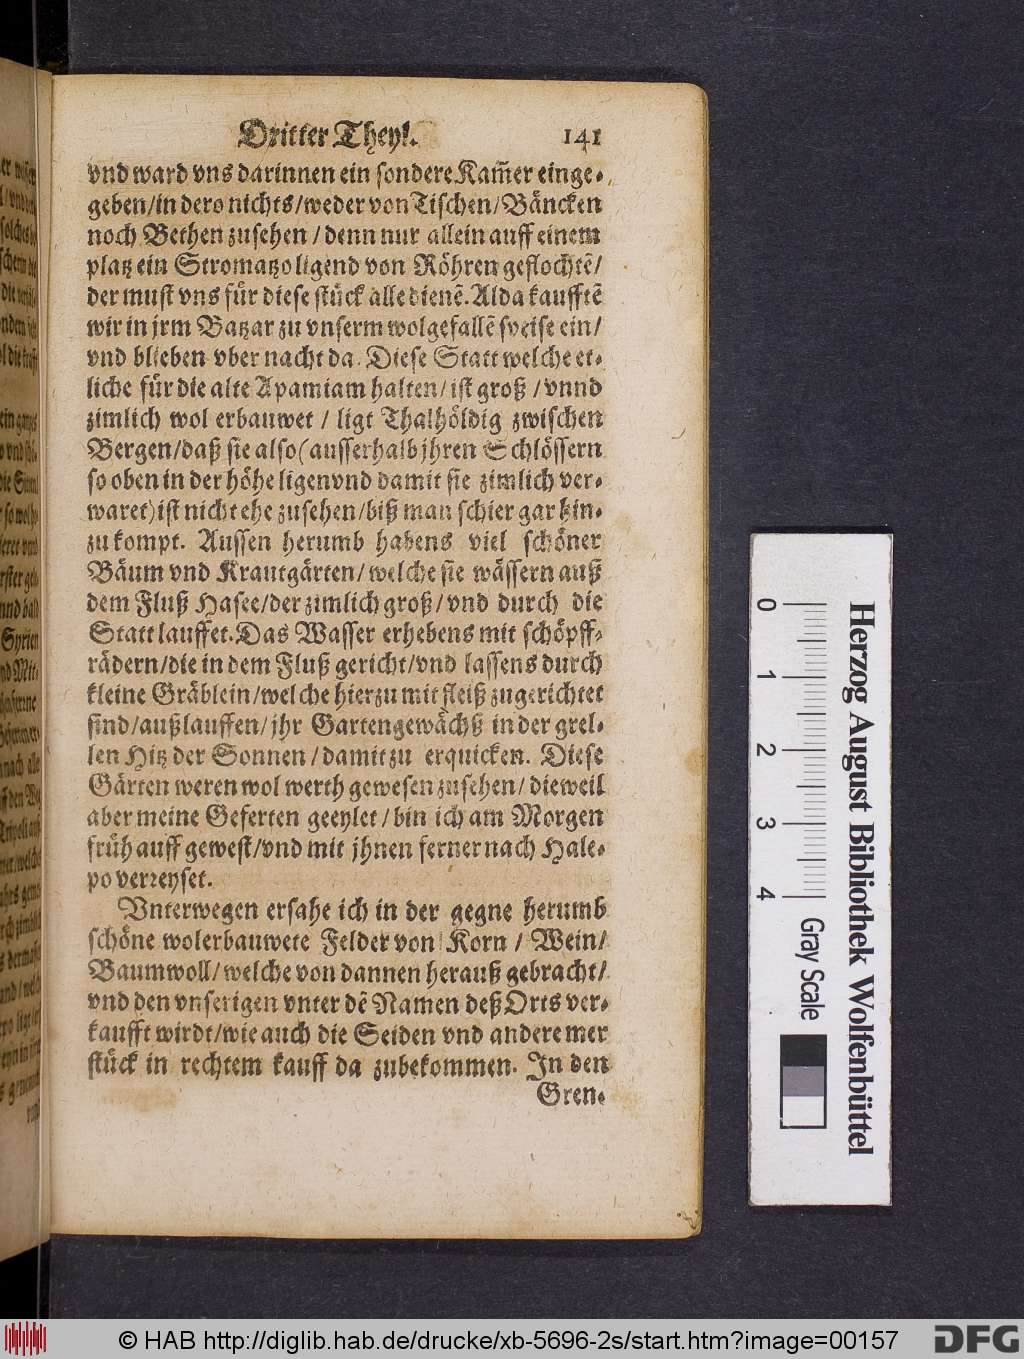 Dritter Theyl. 141
vnd ward vns darinnen ein sondere Kam̃er einge-
geben/in dero nichts/weder von Tischen/Bäncken
noch Bethen zusehen/denn nur allein auff einem
platz ein Stromatzo ligend von Röhren geflochtẽ/
der must vns für diese stück alle dienẽ. Alda kaufftẽ
wir in jrm Batzar zu vnserm wolgefallẽ speise ein/
vnd blieben vber nacht da. Diese Statt welche et-
liche für die alte Apamiam halten/ist groß/vnnd
zimlich wol erbauwet/ligt Thalhöldig zwischen
Bergen/daß sie also (ausserhalb jhren Schlössern
so oben in der höhe ligen vnd damit sie zimlich ver-
waret) ist nicht ehe zusehen/biß man schier gar hin-
zu kompt. Aussen herumb habens viel schöner
Bäum vnd Krautgärten/welche sie wässern auß
dem Fluß Hasee/der zimlich groß/vnd durch die
Statt lauffet. Das Wasser erhebens mit schöpff-
rädern/die in dem Fluß gericht/vnd lassens durch
kleine Gräblein/welche hierzu mit fleiß zugerichtet
sind/außlauffen/jhr Gartengewächß in der grel-
len Hitz der Sonnen/damit zu erquicken. Diese
Gärten weren wol werth gewesen zusehen/dieweil
aber meine Geferten geeylet/bin ich am Morgen
früh auff gewest/vnd mit jhnen ferner nach Hale-
po verreyset.
Vnterwegen ersahe ich in der gegne herumb
schöne wolerbauwete Felder von Korn/Wein/
Baumwoll/welche von dannen herauß gebracht/
vnd den vnserigen vnter dẽ Namen deß Orts ver-
kaufft wirdt/wie auch die Seiden vnd andere mer
stück in rechtem kauff da zubekommen. In den
Gren-
0 1 2 3 4
Gray Scale
Herzog August Bibliothek Wolfenbüttel
© HAB http://diglib.hab.de/drucke/xb-5696-2s/start.htm?image=00157
DFG